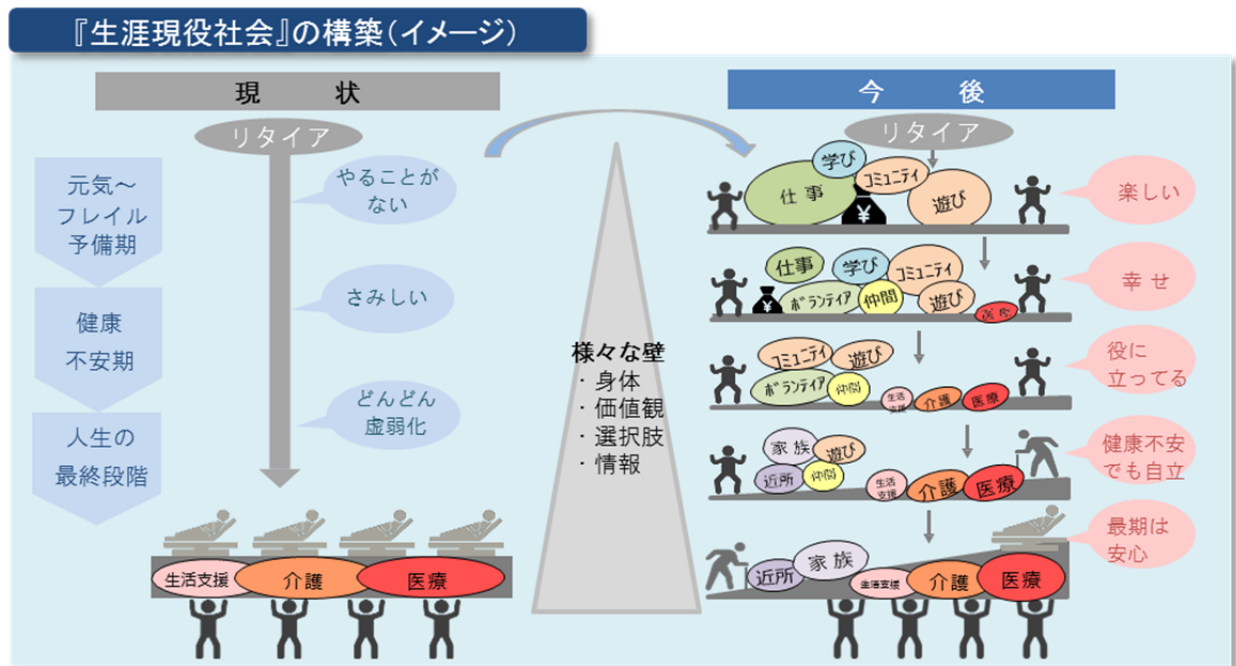 『生涯現役社会』の構築(イメージ)
現 状
リタイア
元気～
フレイル
予備期
健康
不安期
人生の
最終段階
やることが
ない
さみしい
どんどん
虚弱化
生活支援
介護
医療
様々な壁
・身体
・価値観
・選択肢
・情報
今 後
リタイア
学び
コミュニティ
仕事
¥
遊び
楽しい
仕事
学び
コミュニティ
ボランティア
仲間
遊び
医療
幸せ
コミュニティ
遊び
ボランティア
仲間
生活
支援
介護
医療
役に
立ってる
家族
遊び
近所
仲間
生活
支援
介護
医療
健康不安
でも自立
近所
家族
生活支援
介護
医療
最期は
安心